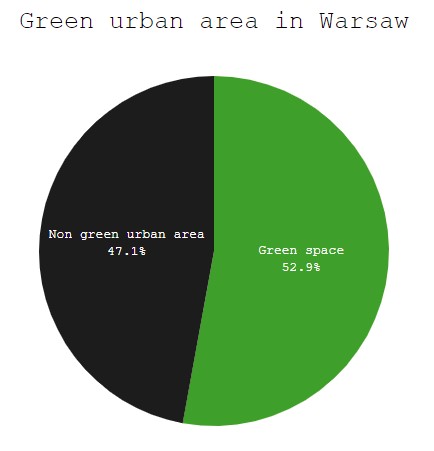 Green urban area in Warsaw
Non green urban area
47.1%
Green space
52.9%